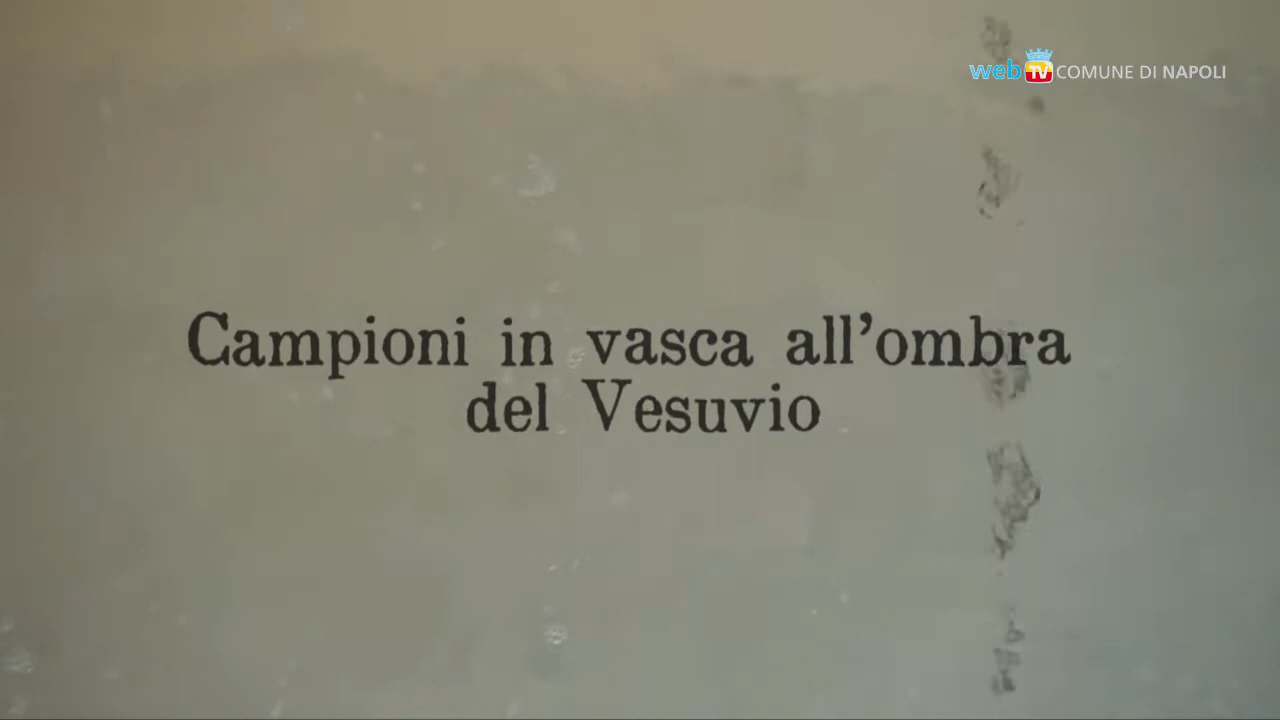 web TV COMUNE DI NAPOLI
Campioni in vasca all'ombra
del Vesuvio